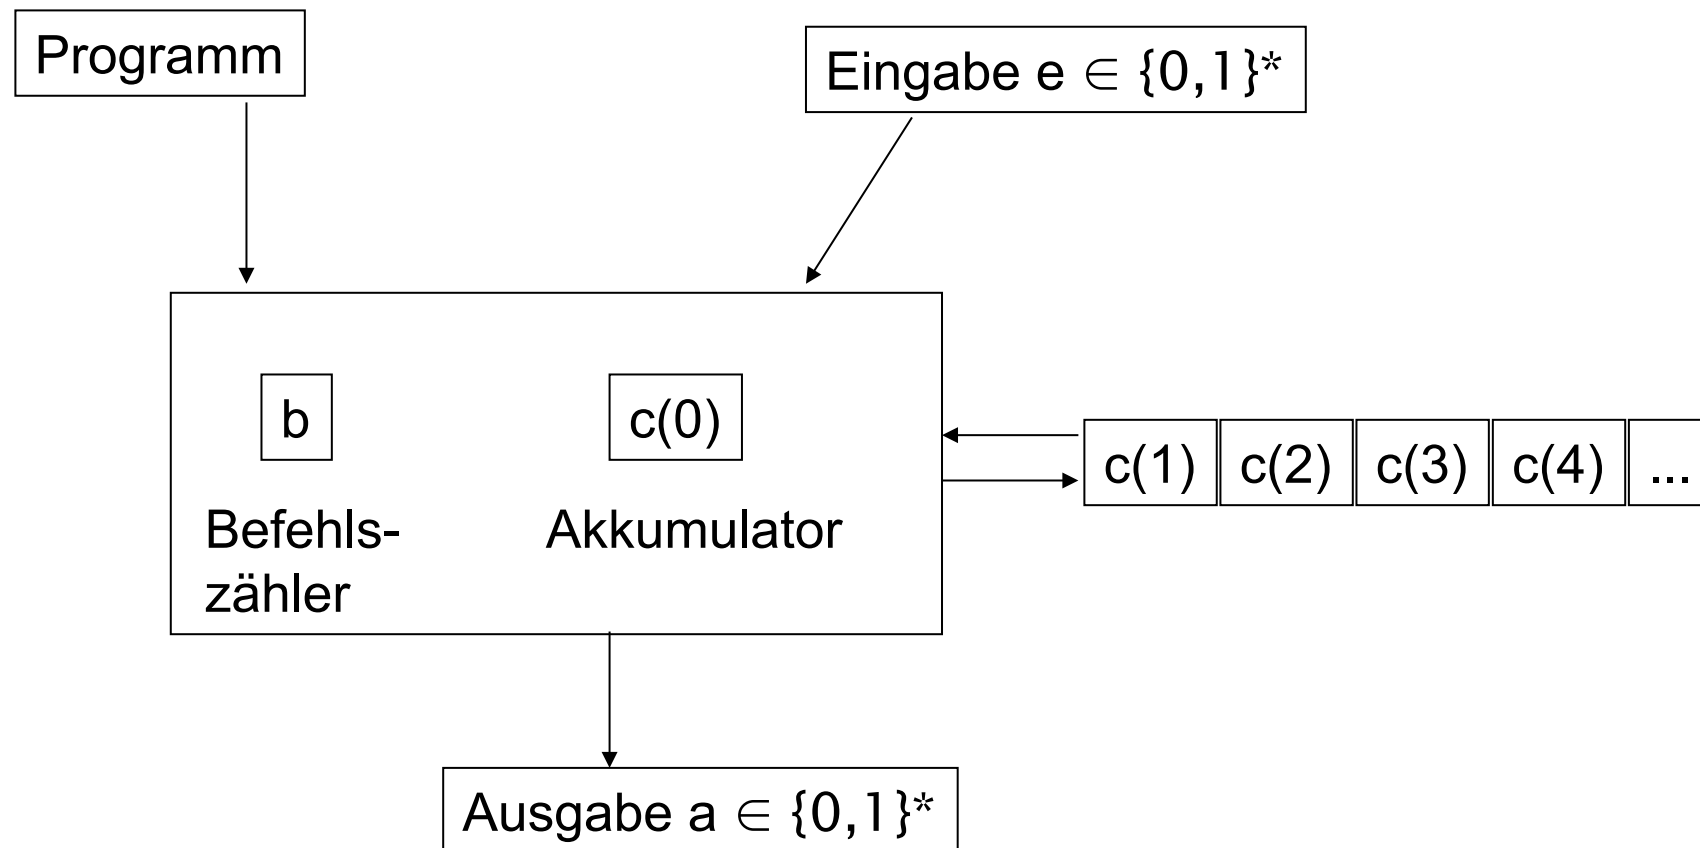 Programm
Eingabe e ∈ {0,1}*
b
c(0)
Befehls-
zähler
Akkumulator
c(1) c(2) c(3) c(4) ...
Ausgabe a ∈ {0,1}*